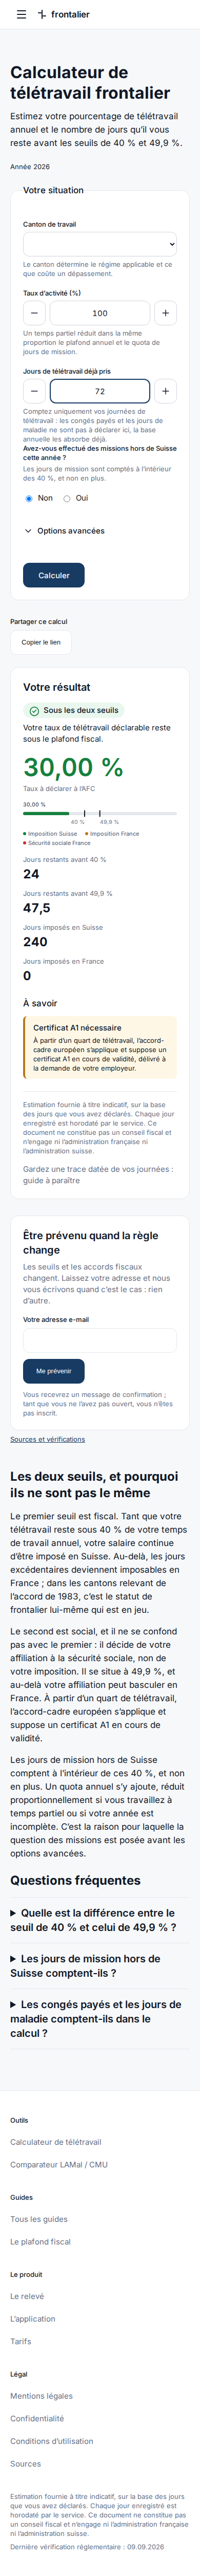 frontalier
Calculateur de
télétravail frontalier
Estimez votre pourcentage de télétravail
annuel et le nombre de jours qu’il vous
reste avant les seuils de 40 % et 49,9 %.
Année 2026
Votre situation
Canton de travail
Le canton détermine le régime applicable et ce
que coûte un dépassement.
Taux d’activité (%)
100
Un temps partiel réduit dans la même
proportion le plafond annuel et le quota de
jours de mission.
Jours de télétravail déjà pris
72
Comptez uniquement vos journées de
télétravail : les congés payés et les jours de
maladie ne sont pas à déclarer ici, la base
annuelle les absorbe déjà.
Avez-vous effectué des missions hors de Suisse
cette année ?
Les jours de mission sont comptés à l’intérieur
des 40 %, et non en plus.
Non
Oui
Options avancées
Calculer
Partager ce calcul
Copier le lien
Votre résultat
Sous les deux seuils
Votre taux de télétravail déclarable reste
sous le plafond fiscal.
30,00 %
Taux à déclarer à l’AFC
30,00 %
40 % 49,9 %
Imposition Suisse Imposition France
Sécurité sociale France
Jours restants avant 40 %
24
Jours restants avant 49,9 %
47,5
Jours imposés en Suisse
240
Jours imposés en France
0
À savoir
Certificat A1 nécessaire
À partir d’un quart de télétravail, l’accord-
cadre européen s’applique et suppose un
certificat A1 en cours de validité, délivré à
la demande de votre employeur.
Estimation fournie à titre indicatif, sur la base
des jours que vous avez déclarés. Chaque jour
enregistré est horodaté par le service. Ce
document ne constitue pas un conseil fiscal et
n’engage ni l’administration française ni
l’administration suisse.
Gardez une trace datée de vos journées :
guide à paraître
Être prévenu quand la règle
change
Les seuils et les accords fiscaux
changent. Laissez votre adresse et nous
vous écrivons quand c’est le cas : rien
d’autre.
Votre adresse e-mail
Me prévenir
Vous recevrez un message de confirmation ;
tant que vous ne l’avez pas ouvert, vous n’êtes
pas inscrit.
Sources et vérifications
Les deux seuils, et pourquoi
ils ne sont pas le même
Le premier seuil est fiscal. Tant que votre
télétravail reste sous 40 % de votre temps
de travail annuel, votre salaire continue
d’être imposé en Suisse. Au-delà, les jours
excédentaires deviennent imposables en
France ; dans les cantons relevant de
l’accord de 1983, c’est le statut de
frontalier lui-même qui est en jeu.
Le second est social, et il ne se confond
pas avec le premier : il décide de votre
affiliation à la sécurité sociale, non de
votre imposition. Il se situe à 49,9 %, et
au-delà votre affiliation peut basculer en
France. À partir d’un quart de télétravail,
l’accord-cadre européen s’applique et
suppose un certificat A1 en cours de
validité.
Les jours de mission hors de Suisse
comptent à l’intérieur de ces 40 %, et non
en plus. Un quota annuel s’y ajoute, réduit
proportionnellement si vous travaillez à
temps partiel ou si votre année est
incomplète. C’est la raison pour laquelle la
question des missions est posée avant les
options avancées.
Questions fréquentes
Quelle est la différence entre le
seuil de 40 % et celui de 49,9 % ?
Les jours de mission hors de
Suisse comptent-ils ?
Les congés payés et les jours de
maladie comptent-ils dans le
calcul ?
Outils
Calculateur de télétravail
Comparateur LAMal / CMU
Guides
Tous les guides
Le plafond fiscal
Le produit
Le relevé
L’application
Tarifs
Légal
Mentions légales
Confidentialité
Conditions d’utilisation
Sources
Estimation fournie à titre indicatif, sur la base des jours
que vous avez déclarés. Chaque jour enregistré est
horodaté par le service. Ce document ne constitue pas
un conseil fiscal et n’engage ni l’administration française
ni l’administration suisse.
Dernière vérification réglementaire : 09.09.2026